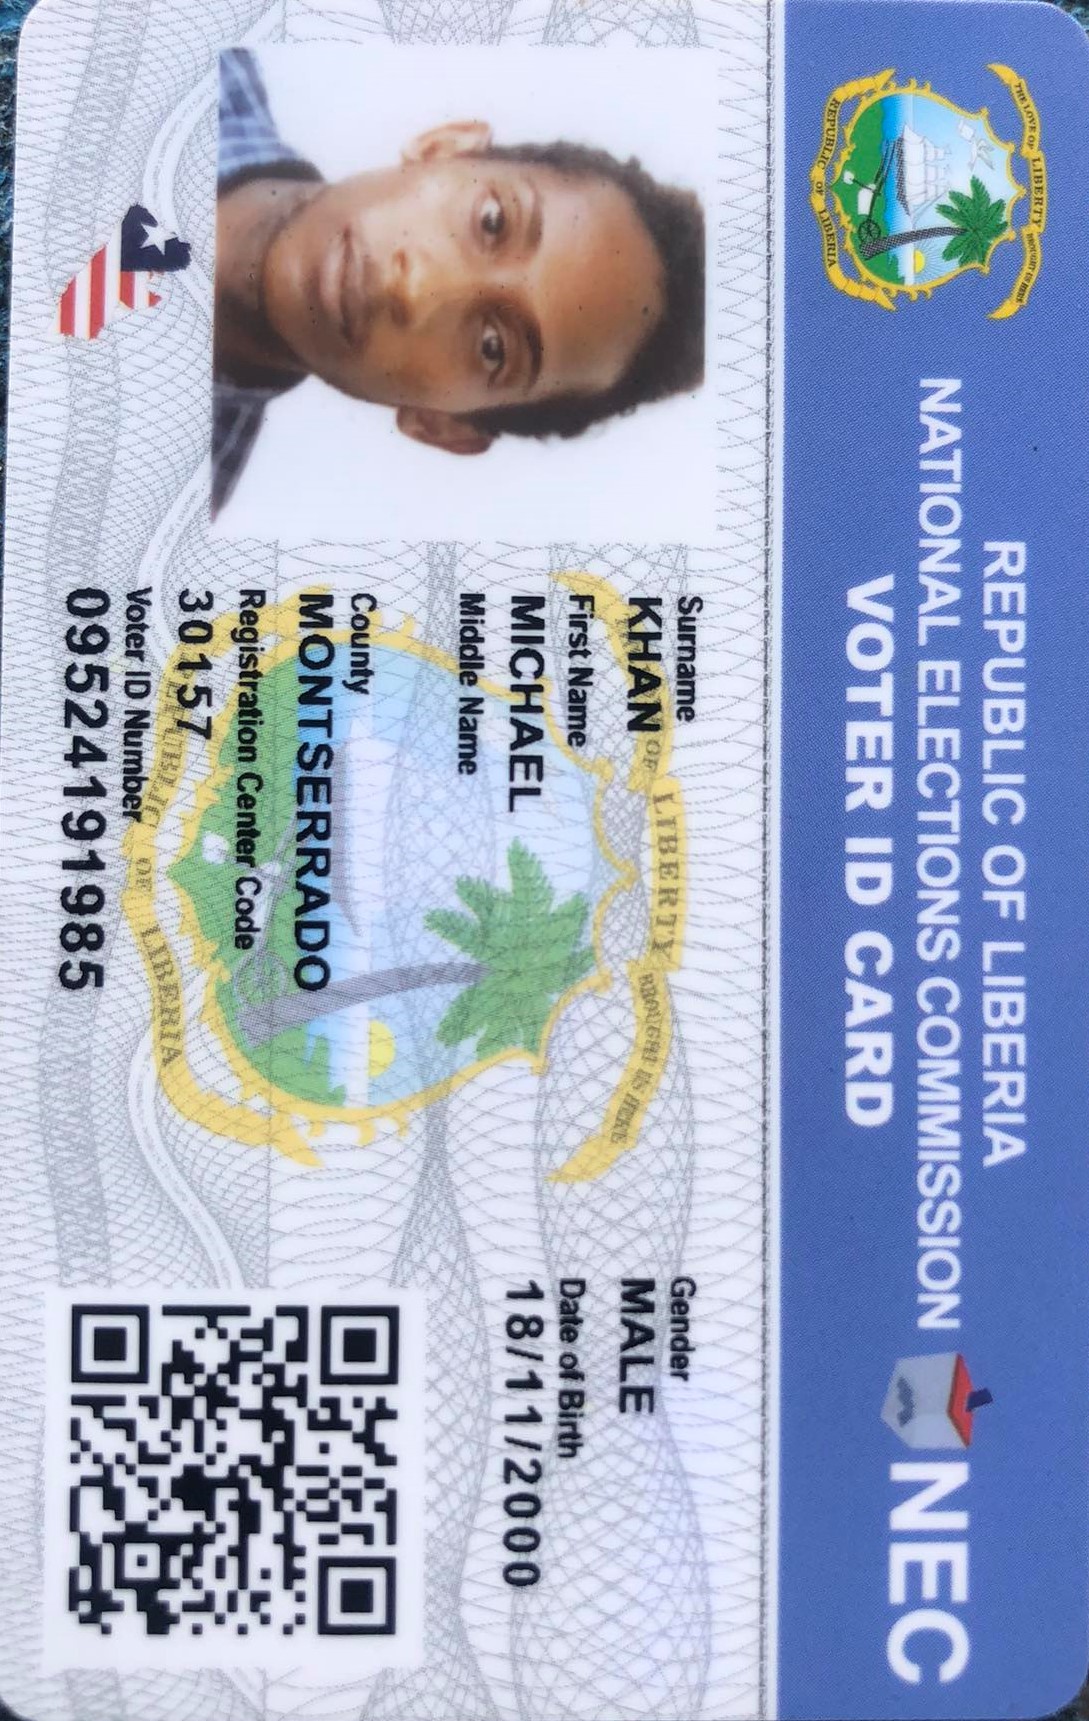 THE LOVE OF LIBERTY BROUGHT US HERE
REPUBLIC OF LIBERIA
REPUBLIC OF LIBERIA
NATIONAL ELECTIONS COMMISSION
VOTER ID CARD
NEC
Surname
KHAN
First Name
MICHAEL
Middle Name
County
MONTSERRADO
Registration Center Code
30157
Voter ID Number
09524191985
Gender
MALE
Date of Birth
18/11/2000
OF LIBERTY BROUGHT US HERE
REPUBLIC OF LIBERIA